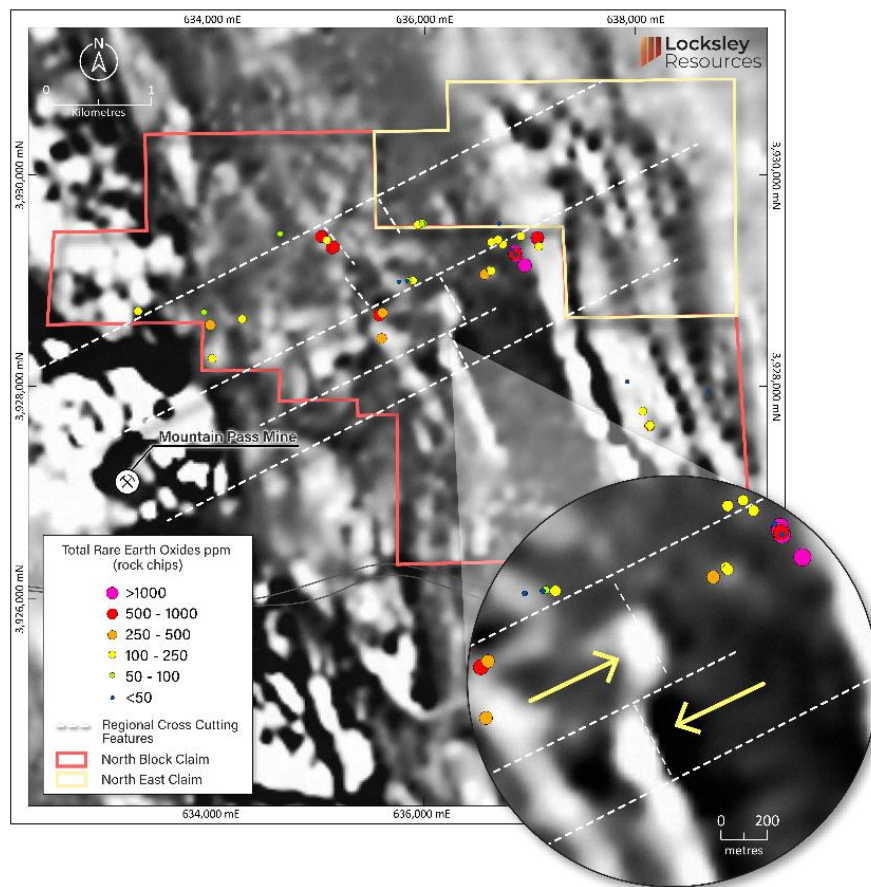 634,000 mE
636,000 mE
638,000 mE
N
Locksley
Resources
0
1
Kilometres
3,930,000 mN
3,930,000 mN
3,928,000 mN
3,928,000 mN
Mountain Pass Mine
Total Rare Earth Oxides ppm
(rock chips)
>1000
500 - 1000
250 - 500
100 - 250
50 - 100
<50
Regional Cross Cutting
Features
North Block Claim
North East Claim
3,926,000 mN
0
200
metres
634,000 mE
636,000 mE